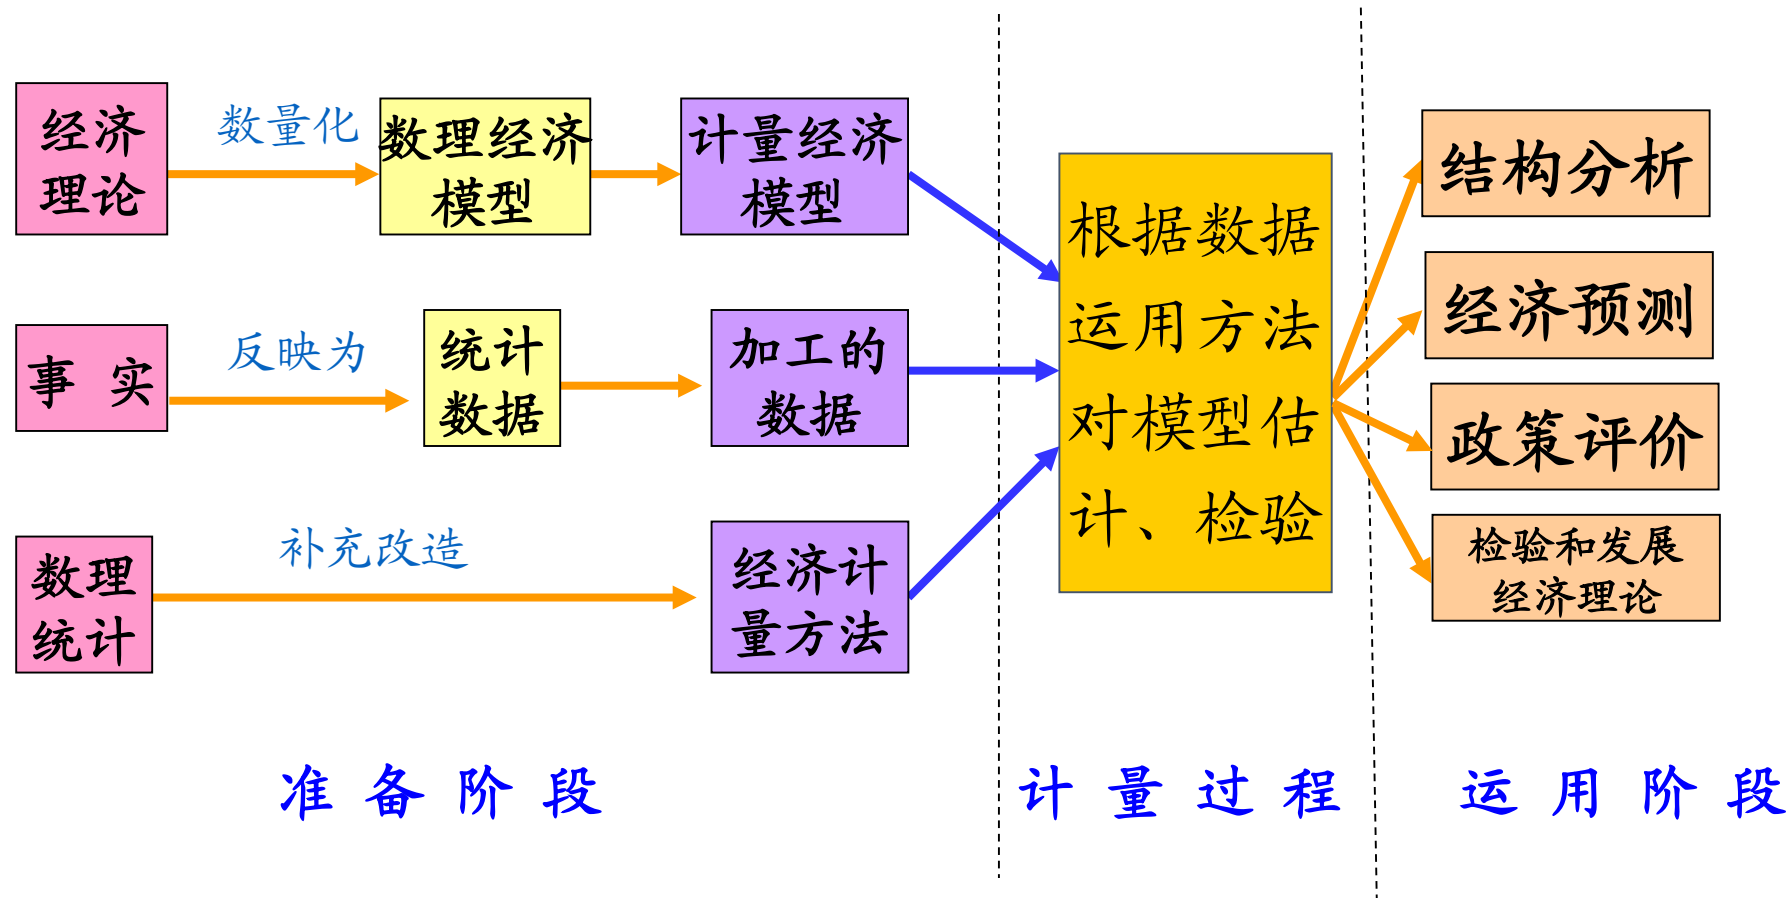 经济
理论
数量化
数理经济
模型
计量经济
模型
事 实
反映为
统计
数据
加工的
数据
数理
统计
补充改造
经济计
量方法
根据数据
运用方法
对模型估
计、检验
结构分析
经济预测
政策评价
检验和发展
经济理论
准 备 阶 段
计 量 过 程
运 用 阶 段